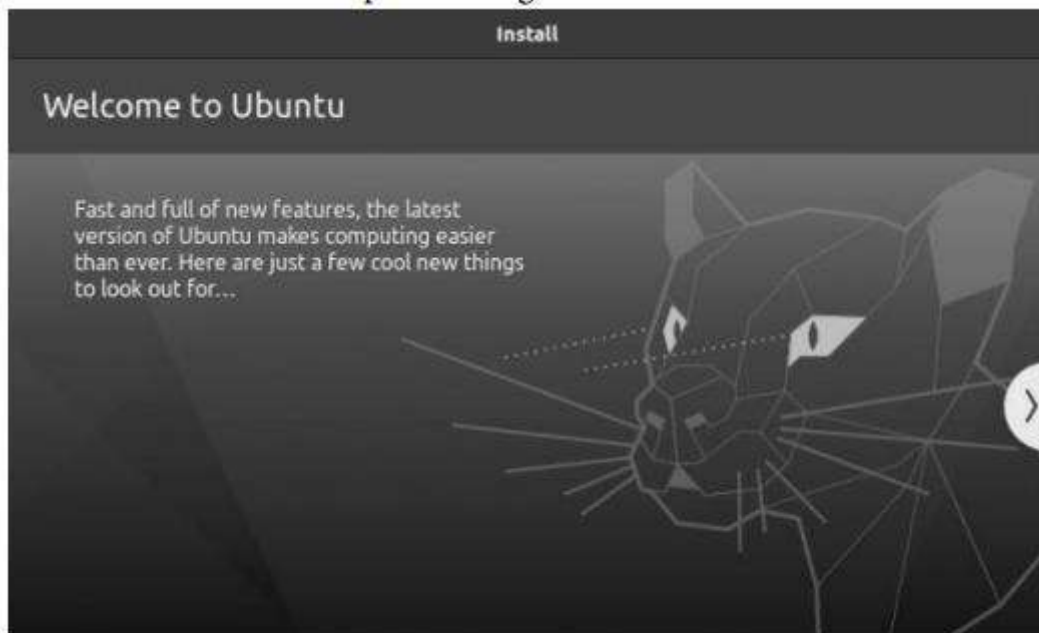 Install
Welcome to Ubuntu
Fast and full of new features, the latest
version of Ubuntu makes computing easier
than ever. Here are just a few cool new things
to look out for...